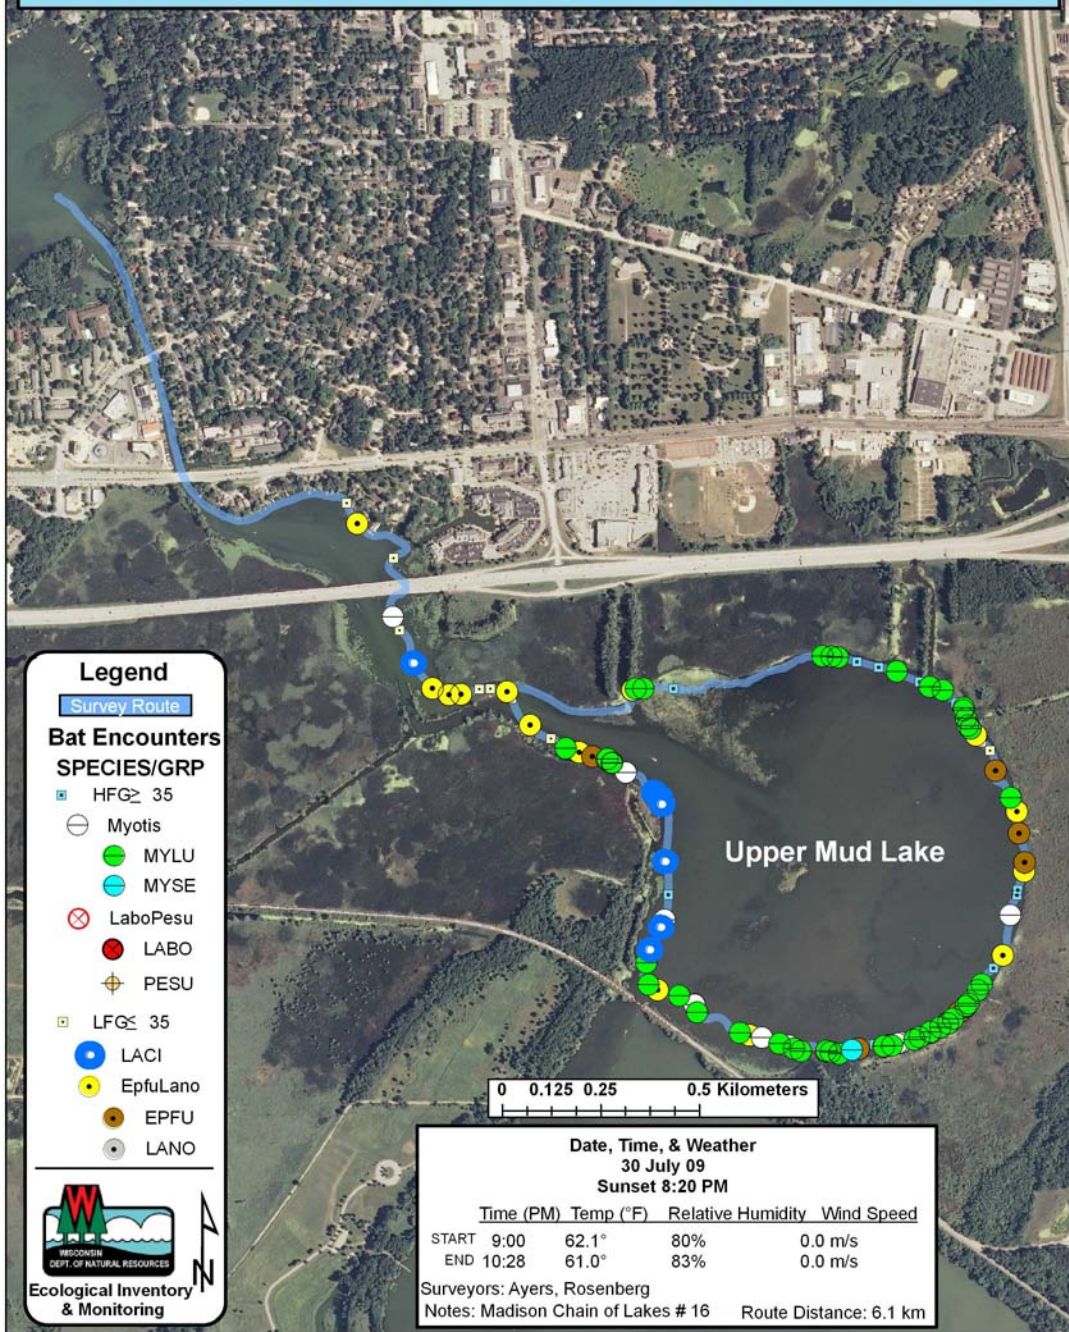 Upper Mud Lake
Legend
Survey Route
Bat Encounters
SPECIES/GRP
HFG≥ 35
Myotis
MYLU
MYSE
LaboPesu
LABO
PESU
LFG≤ 35
LACI
EpfuLano
EPFU
LANO
W
WISCONSIN
DEPT. OF NATURAL RESOURCES
N
Ecological Inventory
& Monitoring
0 0.125 0.25 0.5 Kilometers
Date, Time, & Weather
30 July 09
Sunset 8:20 PM
Time (PM) Temp (°F) Relative Humidity Wind Speed
START 9:00 62.1° 80% 0.0 m/s
END 10:28 61.0° 83% 0.0 m/s
Surveyors: Ayers, Rosenberg
Notes: Madison Chain of Lakes # 16 Route Distance: 6.1 km